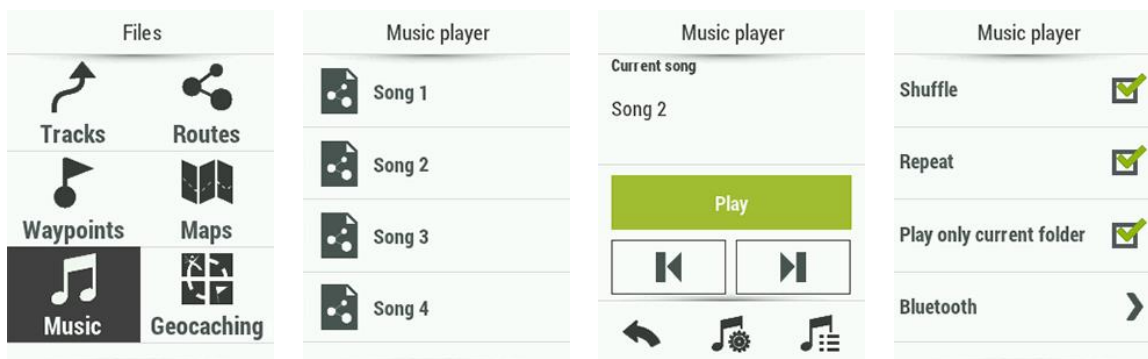 Files
Tracks
Routes
Waypoints
Maps
Music
Geocaching
Music player
Song 1
Song 2
Song 3
Song 4
Music player
Current song
Song 2
Play
Music player
Shuffle
Repeat
Play only current folder
Bluetooth